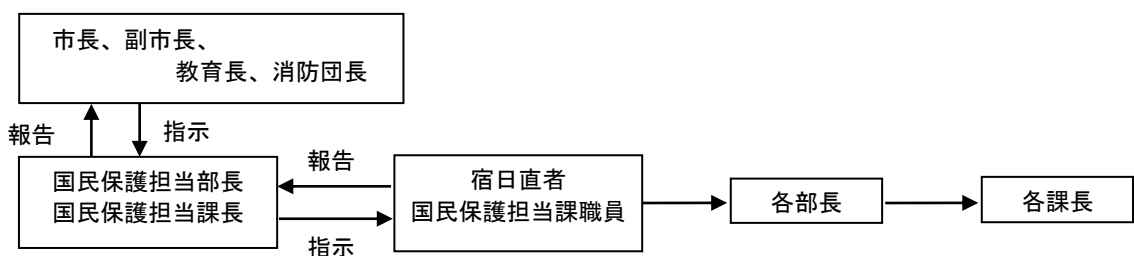 市長、副市長、
教育長、消防団長
報告
指示
国民保護担当部長
国民保護担当課長
報告
指示
宿日直者
国民保護担当課職員
各部長
各課長